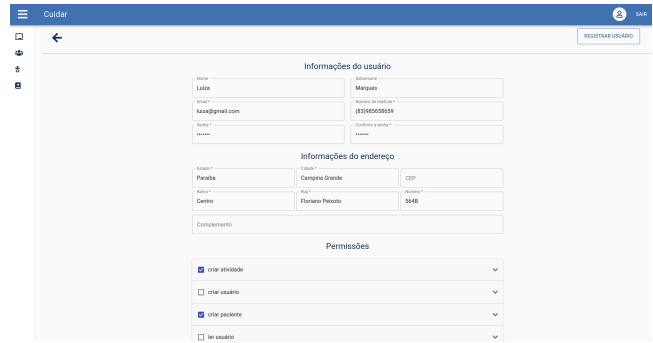 Cuidar
SAIR
REGISTRAR USUÁRIO
Informações do usuário
Nome
Luiza
Sobrenome
Marques
Email *
luiza@gmail.com
Número de telefone *
(83)985658659
Senha *
•••••••
Confirme a senha *
•••••••
Informações do endereço
Estado *
Paraíba
Cidade *
Campina Grande
CEP
Bairro *
Centro
Rua *
Floriano Peixoto
Número *
564B
Complemento
Permissões
criar atividade
criar usuário
criar paciente
ler usuário